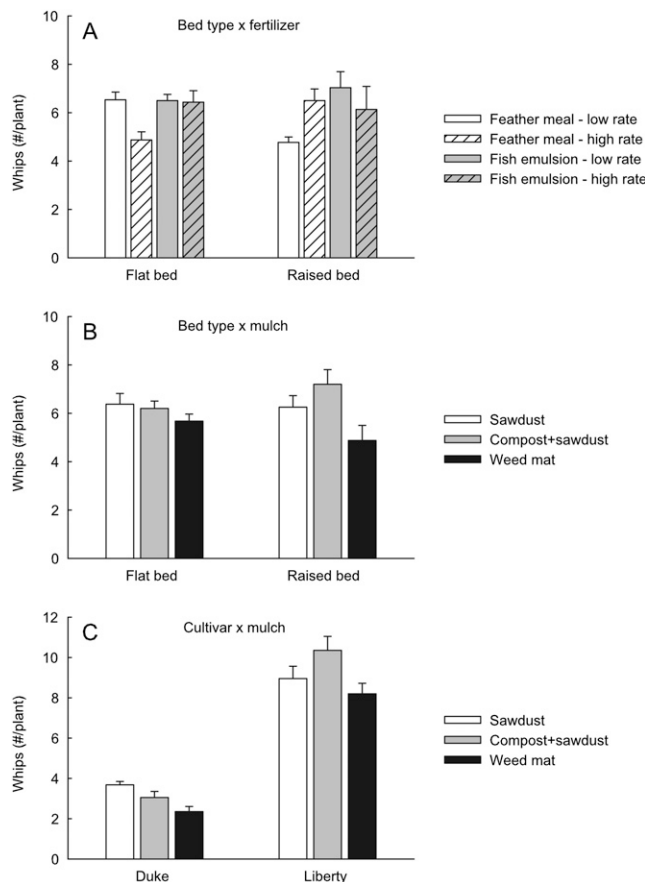 A
Bed type x fertilizer
Whips (#/plant)
10
8
6
4
2
0
Flat bed
Raised bed
Feather meal - low rate
Feather meal - high rate
Fish emulsion - low rate
Fish emulsion - high rate
B
Bed type x mulch
Whips (#/plant)
10
8
6
4
2
0
Flat bed
Raised bed
Sawdust
Compost+sawdust
Weed mat
C
Cultivar x mulch
Whips (#/plant)
12
10
8
6
4
2
0
Duke
Liberty
Sawdust
Compost+sawdust
Weed mat